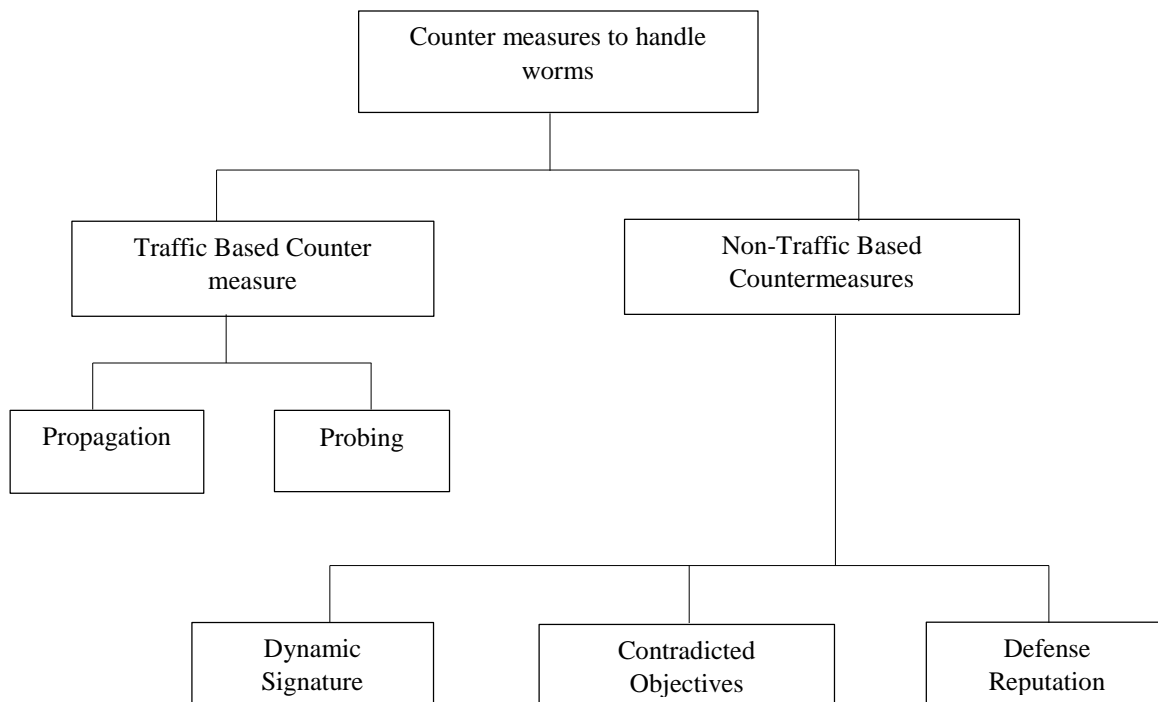 Counter measures to handle
worms
Traffic Based Counter
measure
Non-Traffic Based
Countermeasures
Propagation
Probing
Dynamic
Signature
Contradicted
Objectives
Defense
Reputation